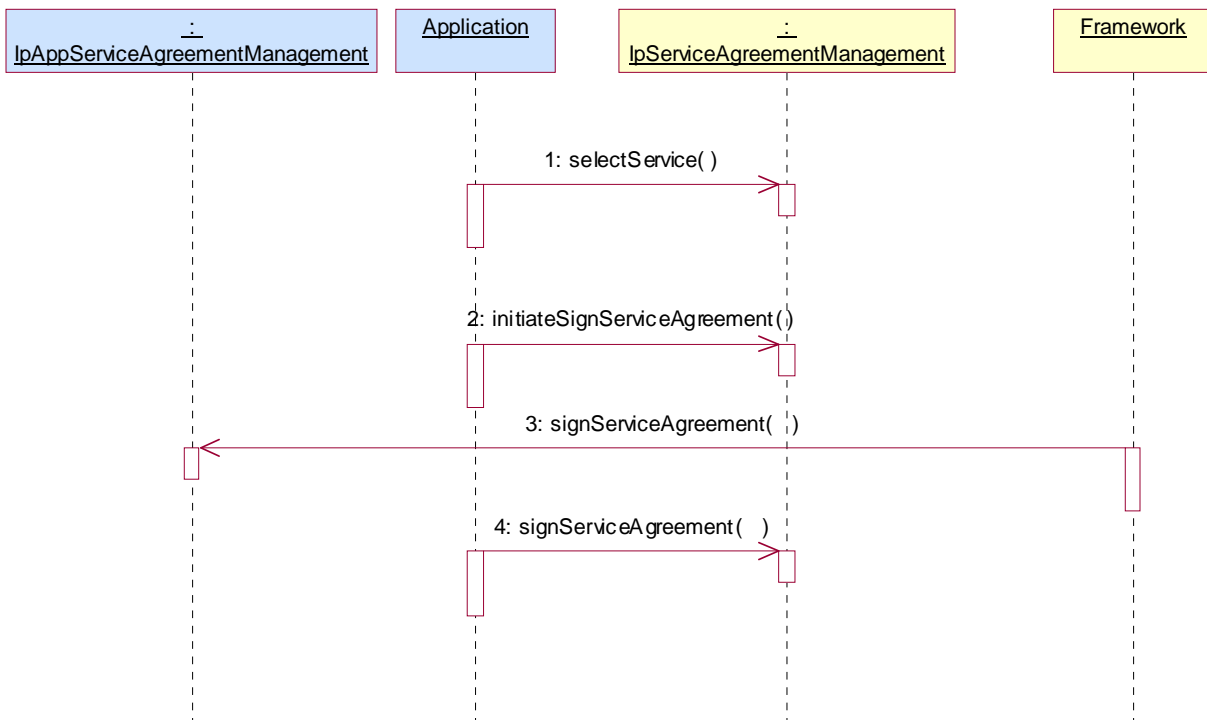 :
IpAppServiceAgreementManagement
Application
:
IpServiceAgreementManagement
Framework
1: selectService( )
2: initiateSignServiceAgreement( )
3: signServiceAgreement( )
4: signServiceAgreement( )